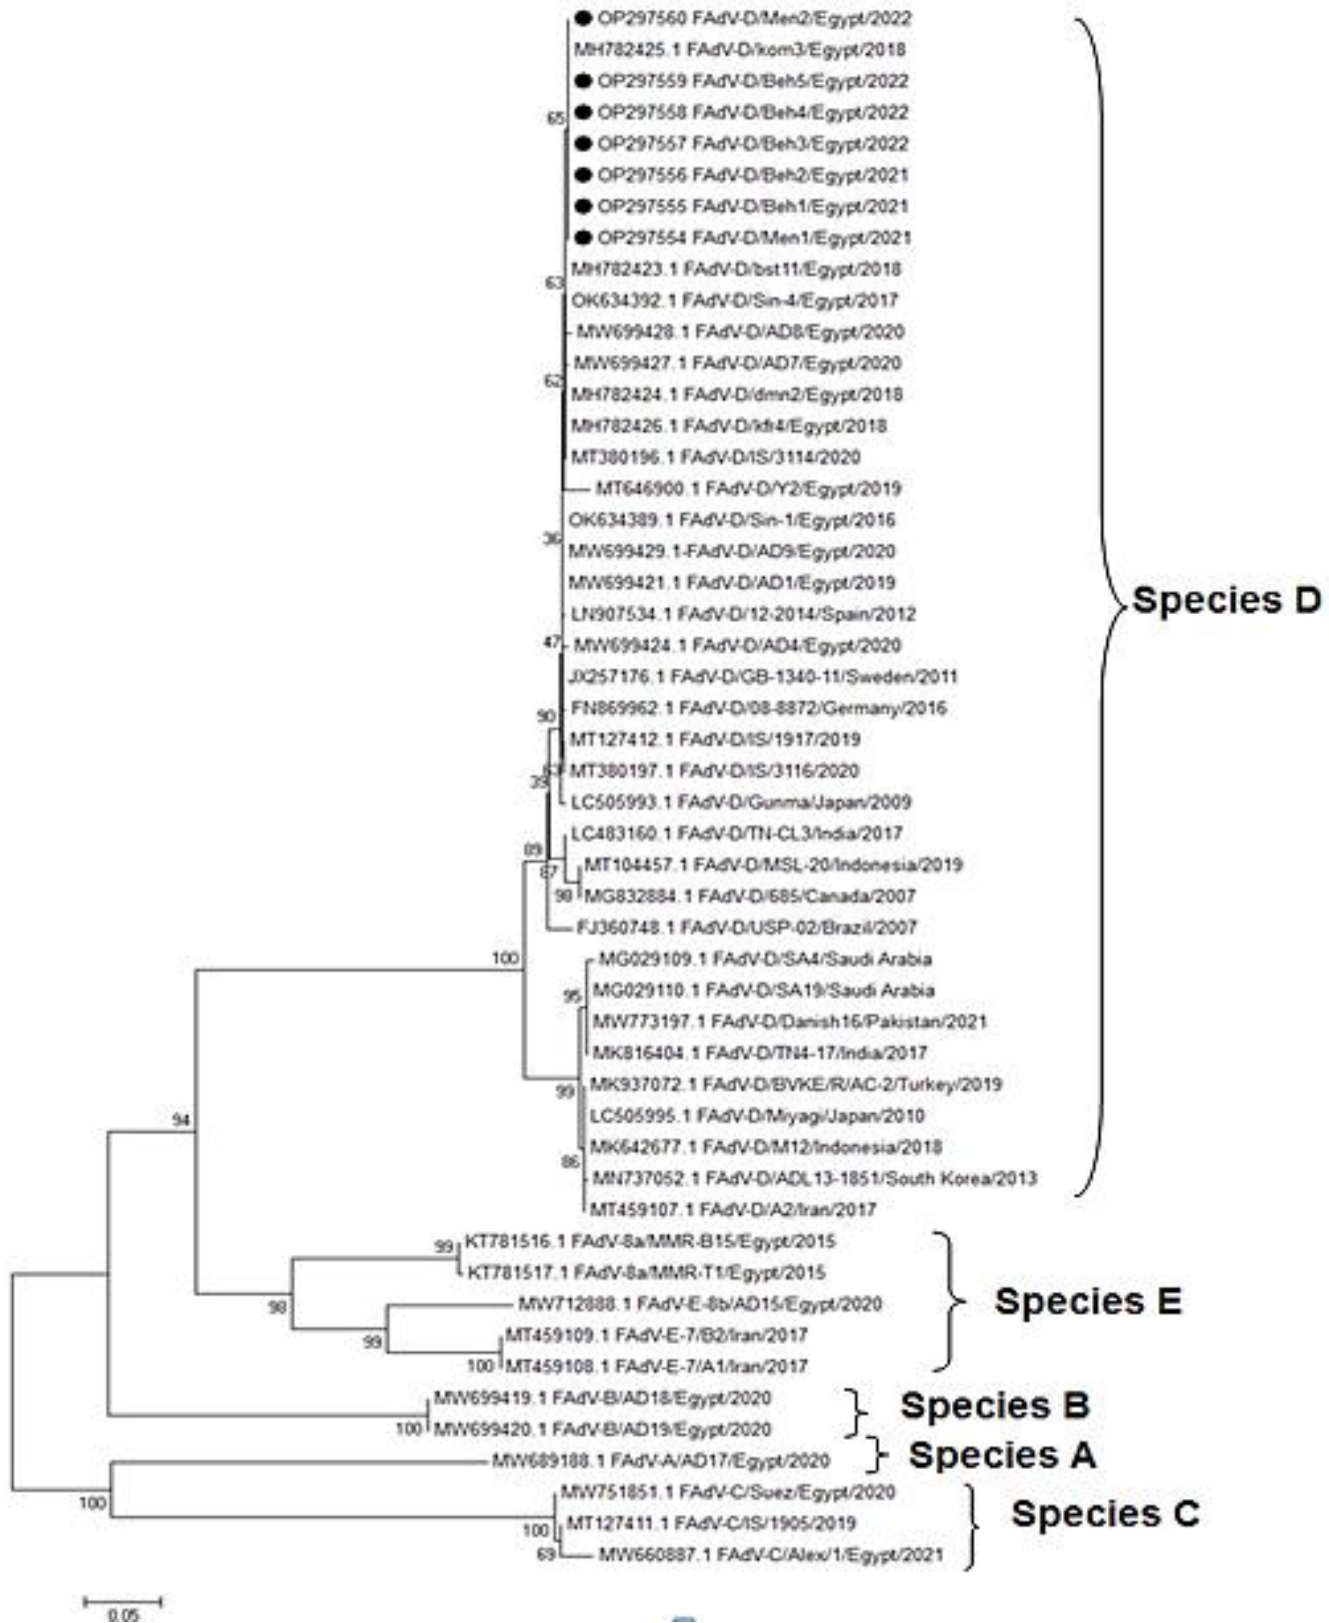 OP297560 FAdV-D/Men2/Egypt/2022
MH782425.1 FAdV-D/kom3/Egypt/2018
OP297559 FAdV-D/Beh5/Egypt/2022
OP297558 FAdV-D/Beh4/Egypt/2022
65
OP297557 FAdV-D/Beh3/Egypt/2022
OP297556 FAdV-D/Beh2/Egypt/2021
OP297555 FAdV-D/Beh1/Egypt/2021
OP297554 FAdV-D/Men1/Egypt/2021
MH782423.1 FAdV-D/bst11/Egypt/2018
63
OK634392.1 FAdV-D/Sin-4/Egypt/2017
MW699428.1 FAdV-D/AD8/Egypt/2020
MW699427.1 FAdV-D/AD7/Egypt/2020
62
MH782424.1 FAdV-D/dmn2/Egypt/2018
MH782426.1 FAdV-D/kfr4/Egypt/2018
MT380196.1 FAdV-D/IS/3114/2020
MT646900.1 FAdV-D/Y2/Egypt/2019
OK634389.1 FAdV-D/Sin-1/Egypt/2016
36
MW699429.1-FAdV-D/AD9/Egypt/2020
MW699421.1 FAdV-D/AD1/Egypt/2019
Species D
LN907534.1 FAdV-D/12-2014/Spain/2012
47
MW699424.1 FAdV-D/AD4/Egypt/2020
JX257176.1 FAdV-D/GB-1340-11/Sweden/2011
FN869962.1 FAdV-D/08-8872/Germany/2016
90
MT127412.1 FAdV-D/IS/1917/2019
MT380197.1 FAdV-D/IS/3116/2020
39
LC505993.1 FAdV-D/Gunma/Japan/2009
LC483160.1 FAdV-D/TN-CL3/India/2017
89
MT104457.1 FAdV-D/MSL-20/Indonesia/2019
87
98
MG832884.1 FAdV-D/685/Canada/2007
FJ360748.1 FAdV-D/USP-02/Brazil/2007
100
MG029109.1 FAdV-D/SA4/Saudi Arabia
MG029110.1 FAdV-D/SA19/Saudi Arabia
95
MW773197.1 FAdV-D/Danish16/Pakistan/2021
MK816404.1 FAdV-D/TN4-17/India/2017
MK937072.1 FAdV-D/BVKE/R/AC-2/Turkey/2019
99
LC505995.1 FAdV-D/Miyagi/Japan/2010
94
MK642677.1 FAdV-D/M12/Indonesia/2018
86
MN737052.1 FAdV-D/ADL13-1851/South Korea/2013
MT459107.1 FAdV-D/A2/Iran/2017
99
KT781516.1 FAdV-8a/MMR-B15/Egypt/2015
KT781517.1 FAdV-8a/MMR-T1/Egypt/2015
98
MW712888.1 FAdV-E-8b/AD15/Egypt/2020
Species E
99
MT459109.1 FAdV-E-7/B2/Iran/2017
100
MT459108.1 FAdV-E-7/A1/Iran/2017
MW699419.1 FAdV-B/AD18/Egypt/2020
Species B
100
MW699420.1 FAdV-B/AD19/Egypt/2020
MW689188.1 FAdV-A/AD17/Egypt/2020
Species A
100
MW751851.1 FAdV-C/Suez/Egypt/2020
Species C
100
MT127411.1 FAdV-C/IS/1905/2019
69
MW660887.1 FAdV-C/Alex/1/Egypt/2021
0.05